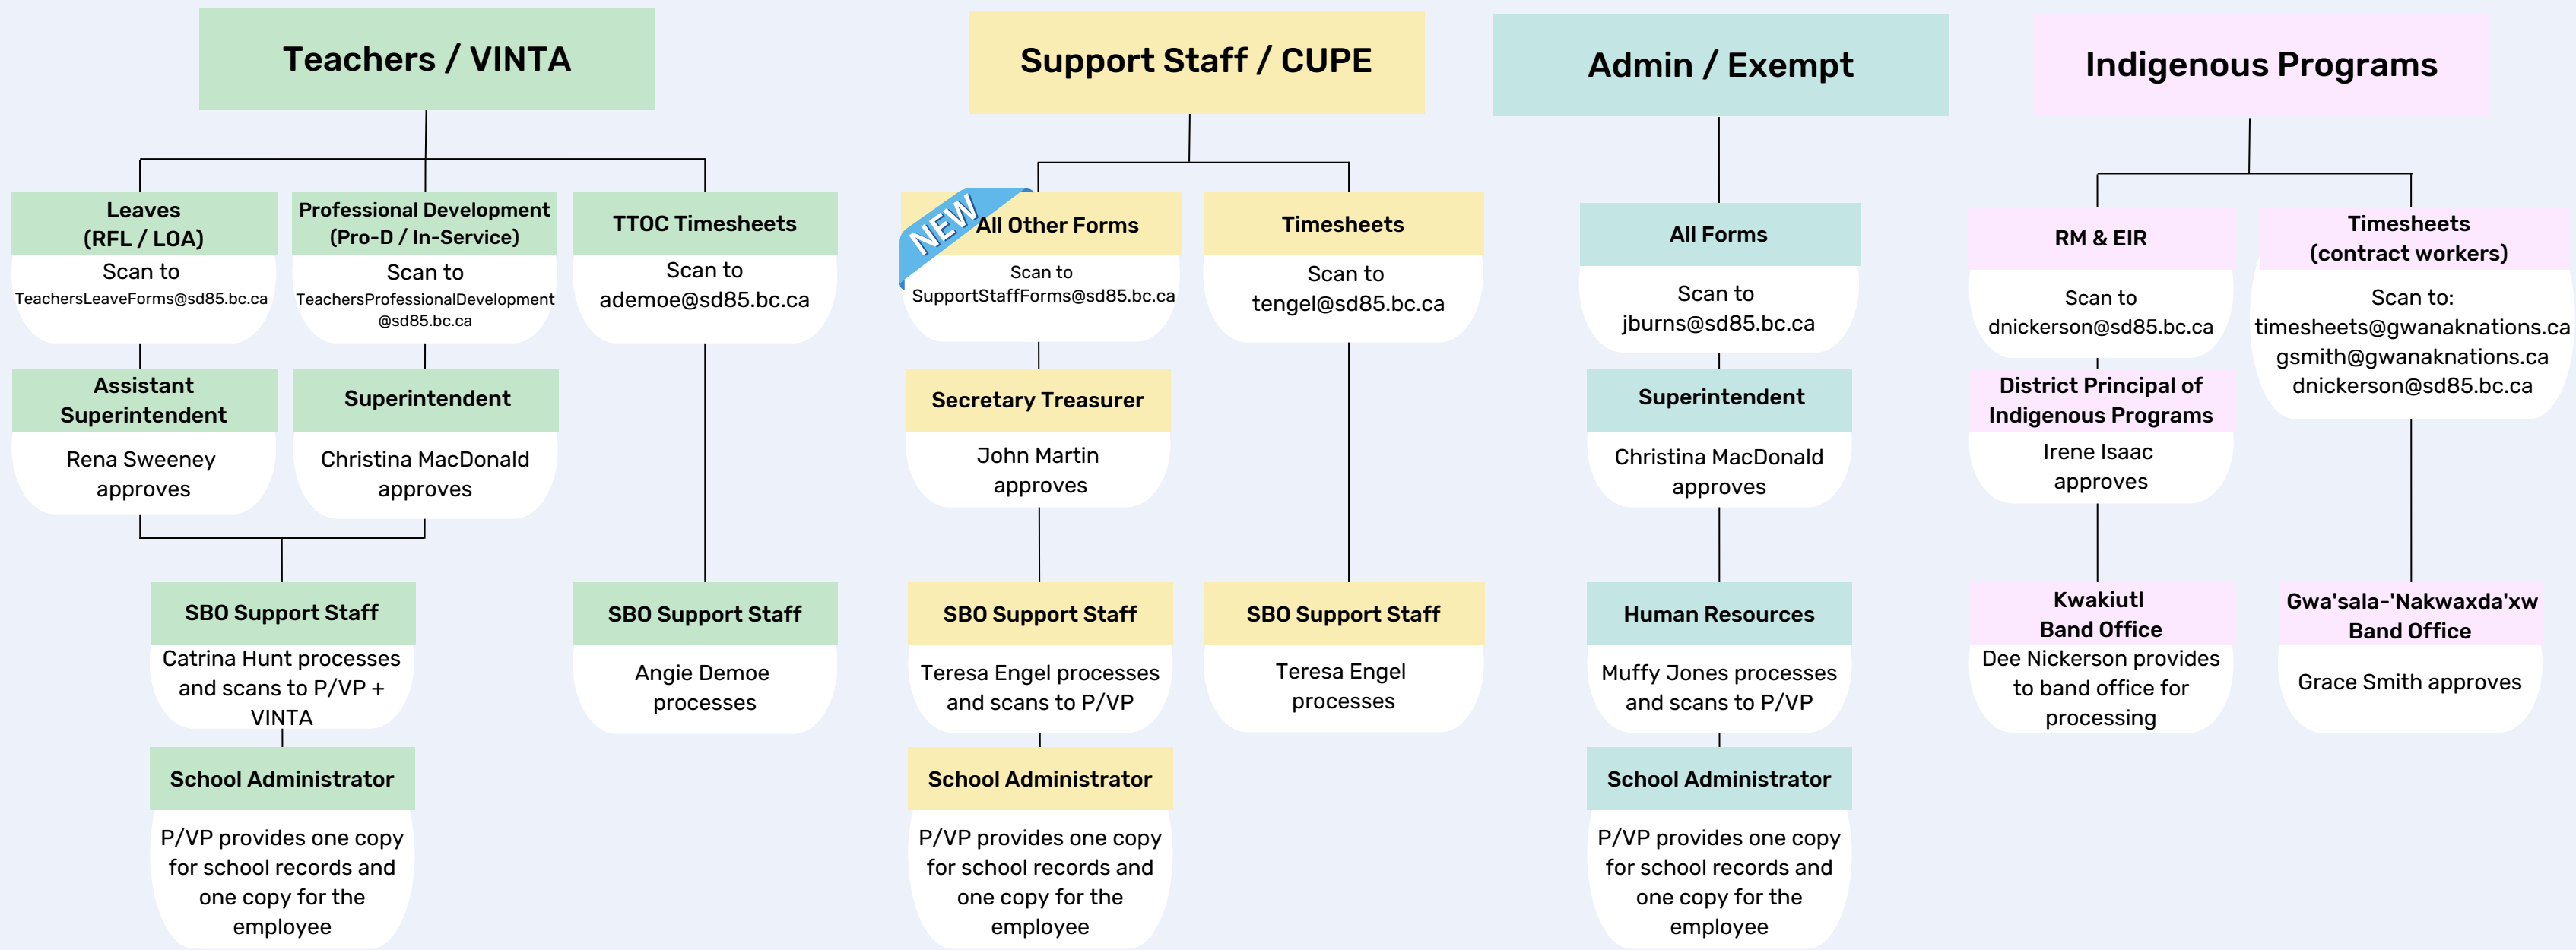 Teachers / VINTA
Leaves
(RFL / LOA)
Scan to
TeachersLeaveForms@sd85.bc.ca
Assistant
Superintendent
Rena Sweeney
approves
Professional Development
(Pro-D / In-Service)
Scan to
TeachersProfessionalDevelopment
@sd85.bc.ca
Superintendent
Christina MacDonald
approves
SBO Support Staff
Catrina Hunt processes
and scans to P/VP +
VINTA
School Administrator
P/VP provides one copy
for school records and
one copy for the
employee
TTOC Timesheets
Scan to
ademoe@sd85.bc.ca
SBO Support Staff
Angie Demoe
processes
Support Staff / CUPE
NEW
All Other Forms
Scan to
SupportStaffForms@sd85.bc.ca
Secretary Treasurer
John Martin
approves
SBO Support Staff
Teresa Engel processes
and scans to P/VP
School Administrator
P/VP provides one copy
for school records and
one copy for the
employee
Timesheets
Scan to
tengel@sd85.bc.ca
SBO Support Staff
Teresa Engel
processes
Admin / Exempt
All Forms
Scan to
jburns@sd85.bc.ca
Superintendent
Christina MacDonald
approves
Human Resources
Muffy Jones processes
and scans to P/VP
School Administrator
P/VP provides one copy
for school records and
one copy for the
employee
Indigenous Programs
RM & EIR
Scan to
dnickerson@sd85.bc.ca
District Principal of
Indigenous Programs
Irene Isaac
approves
Kwakiutl
Band Office
Dee Nickerson provides
to band office for
processing
Timesheets
(contract workers)
Scan to:
timesheets@gwanaknations.ca
gsmith@gwanaknations.ca
dnickerson@sd85.bc.ca
Gwa'sala-'Nakwaxda'xw
Band Office
Grace Smith approves